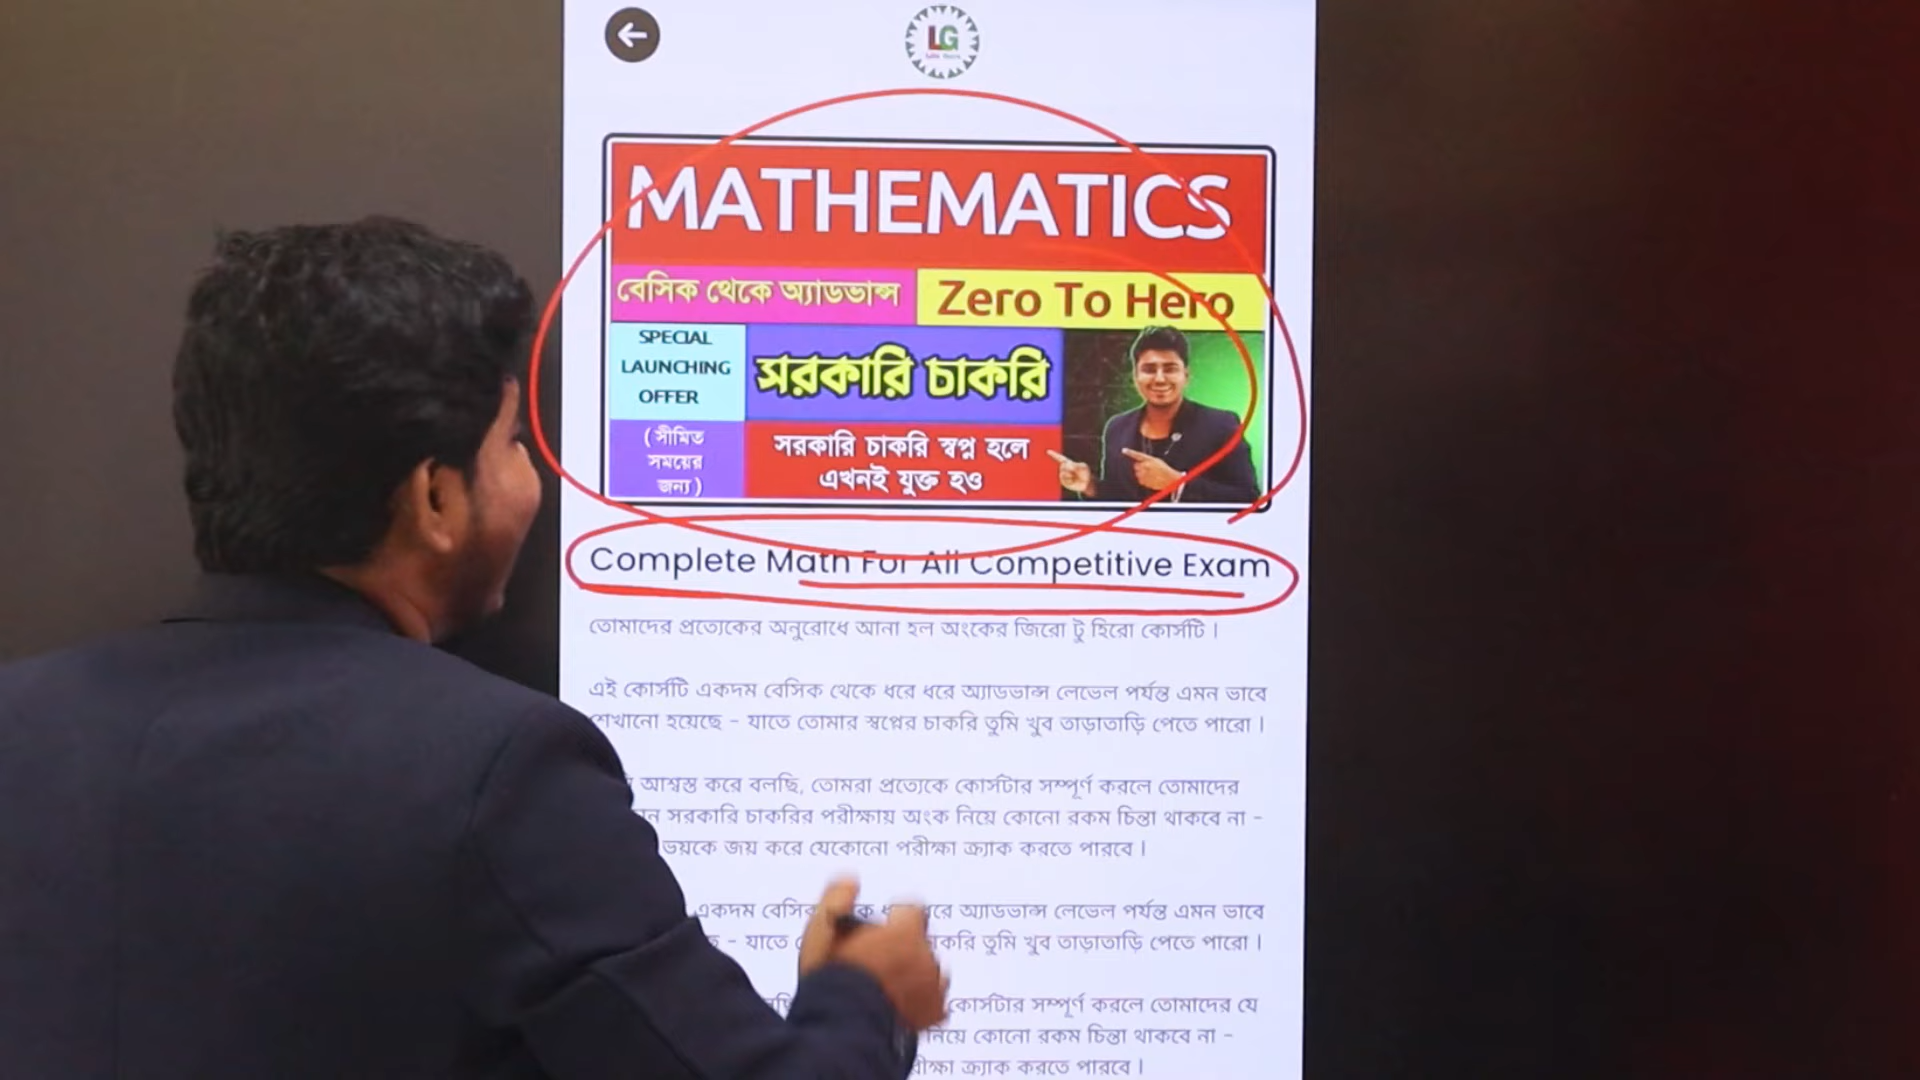 LG
MATHEMATICS
বেসিক থেকে অ্যাডভান্স
Zero To Hero
SPECIAL
LAUNCHING
OFFER
সরকারি চাকরি
( সীমিত
সময়ের
জন্য )
সরকারি চাকরি স্বপ্ন হলে
এখনই যুক্ত হও
Complete Math For All Competitive Exam
তোমাদের প্রত্যেকের অনুরোধে আনা হল অংকের জিরো টু হিরো কোর্সটি ।
এই কোর্সটি একদম বেসিক থেকে ধরে ধরে অ্যাডভান্স লেভেল পর্যন্ত এমন ভাবে
শেখানো হয়েছে - যাতে তোমার স্বপ্নের চাকরি তুমি খুব তাড়াতাড়ি পেতে পারো ।
আশ্বস্ত করে বলছি, তোমরা প্রত্যেকে কোর্সটার সম্পূর্ণ করলে তোমাদের
সরকারি চাকরির পরীক্ষায় অংক নিয়ে কোনো রকম চিন্তা থাকবে না -
ভয়কে জয় করে যেকোনো পরীক্ষা ক্র্যাক করতে পারবে ।
একদম ধরে অ্যাডভান্স লেভেল পর্যন্ত এমন ভাবে
- যাতে তুমি খুব তাড়াতাড়ি পেতে পারো ।
কোর্সটার সম্পূর্ণ করলে তোমাদের যে
নিয়ে কোনো রকম চিন্তা থাকবে না -
ক্র্যাক করতে পারবে ।